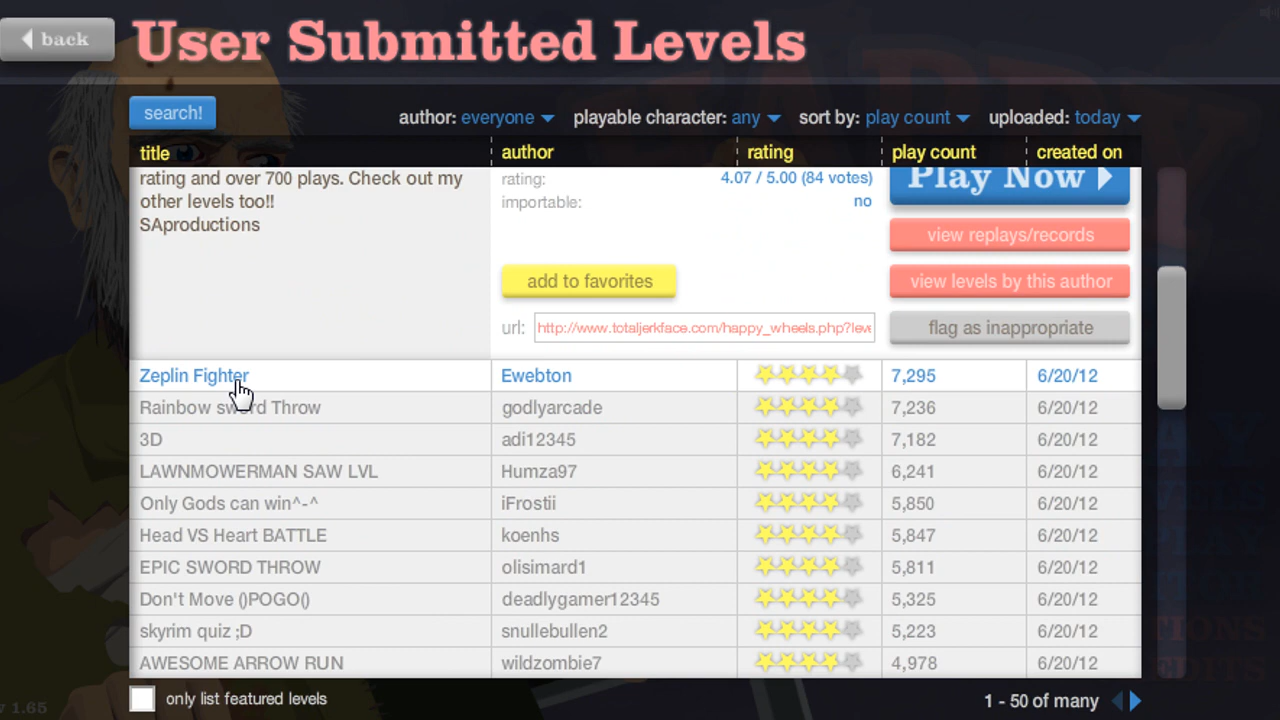 back
User Submitted Levels
search!
author: everyone playable character: any sort by: play count uploaded: today
title author rating play count created on
rating and over 700 plays. Check out my
other levels too!!
SAproductions
rating: 4.07 / 5.00 (84 votes)
importable: no
Play Now
view replays/records
add to favorites
view levels by this author
url: http://www.totaljerkface.com/happy_wheels.php?leve
flag as inappropriate
Zeplin Fighter Ewebton 7,295 6/20/12
Rainbow sword Throw godlyarcade 7,236 6/20/12
3D adi12345 7,182 6/20/12
LAWNMOWERMAN SAW LVL Humza97 6,241 6/20/12
Only Gods can win^-^ iFrostii 5,850 6/20/12
Head VS Heart BATTLE koenhs 5,847 6/20/12
EPIC SWORD THROW olisimard1 5,811 6/20/12
Don't Move ()POGO() deadlygamer12345 5,325 6/20/12
skyrim quiz ;D snullebullen2 5,223 6/20/12
AWESOME ARROW RUN wildzombie7 4,978 6/20/12
only list featured levels
1 - 50 of many
v 1.65